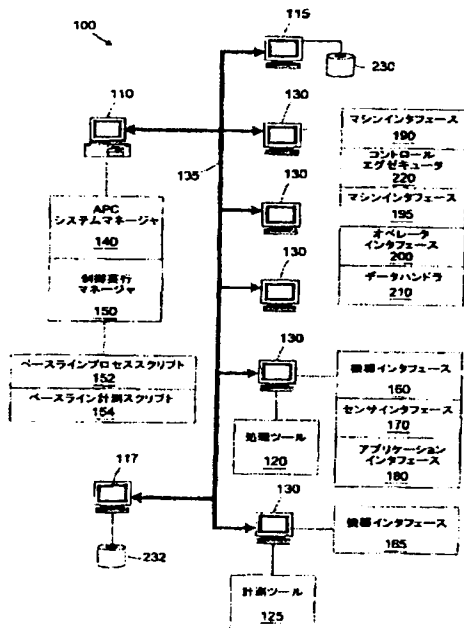 100
115
230
110
130
マシンインタフェース
190
コントロール
エグゼキュータ
220
135
130
マシンインタフェース
195
APC
システムマネージャ
140
オペレータ
インタフェース
200
130
データハンドラ
210
制御実行
マネージャ
150
130
機器インタフェース
160
ベースラインプロセススクリプト
152
ベースライン計測スクリプト
154
センサインタフェース
170
処理ツール
120
アプリケーション
インタフェース
180
117
130
機器インタフェース
165
232
計測ツール
125